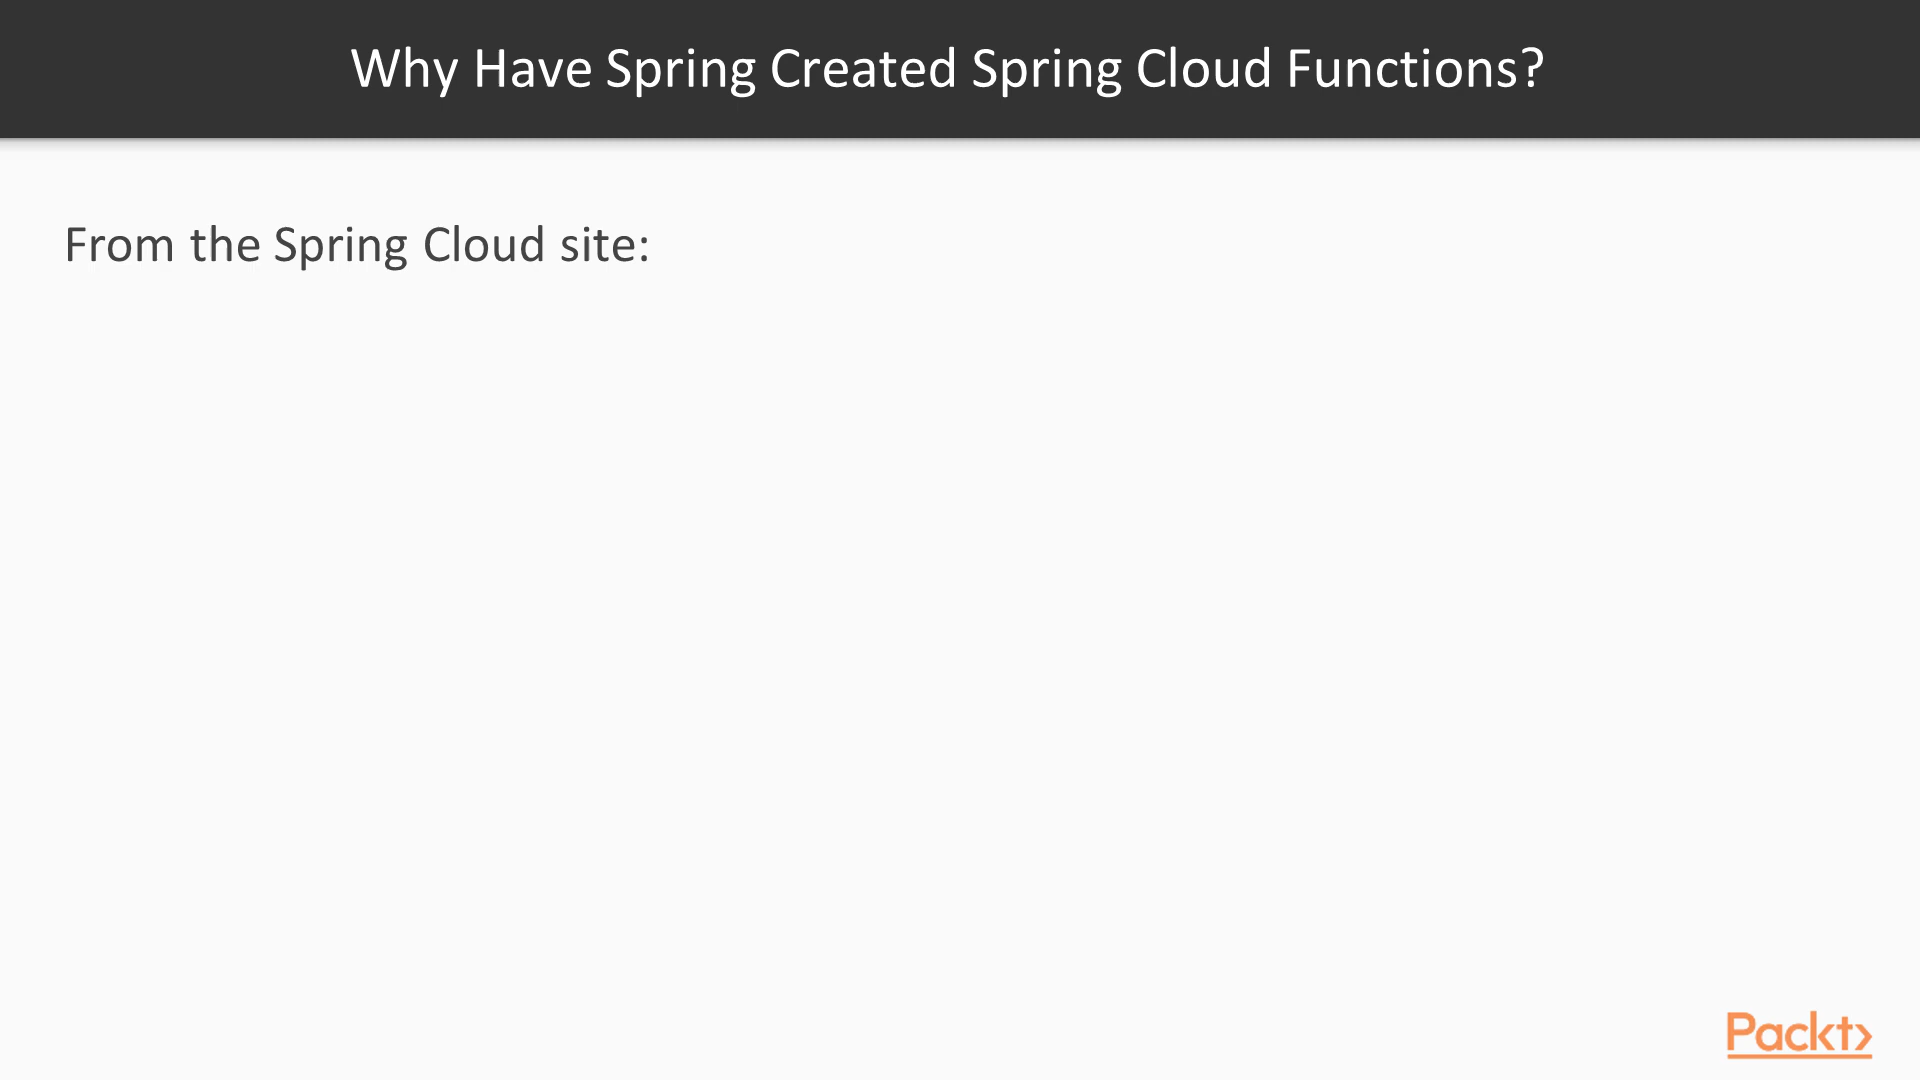 Why Have Spring Created Spring Cloud Functions?
From the Spring Cloud site:
Packt>